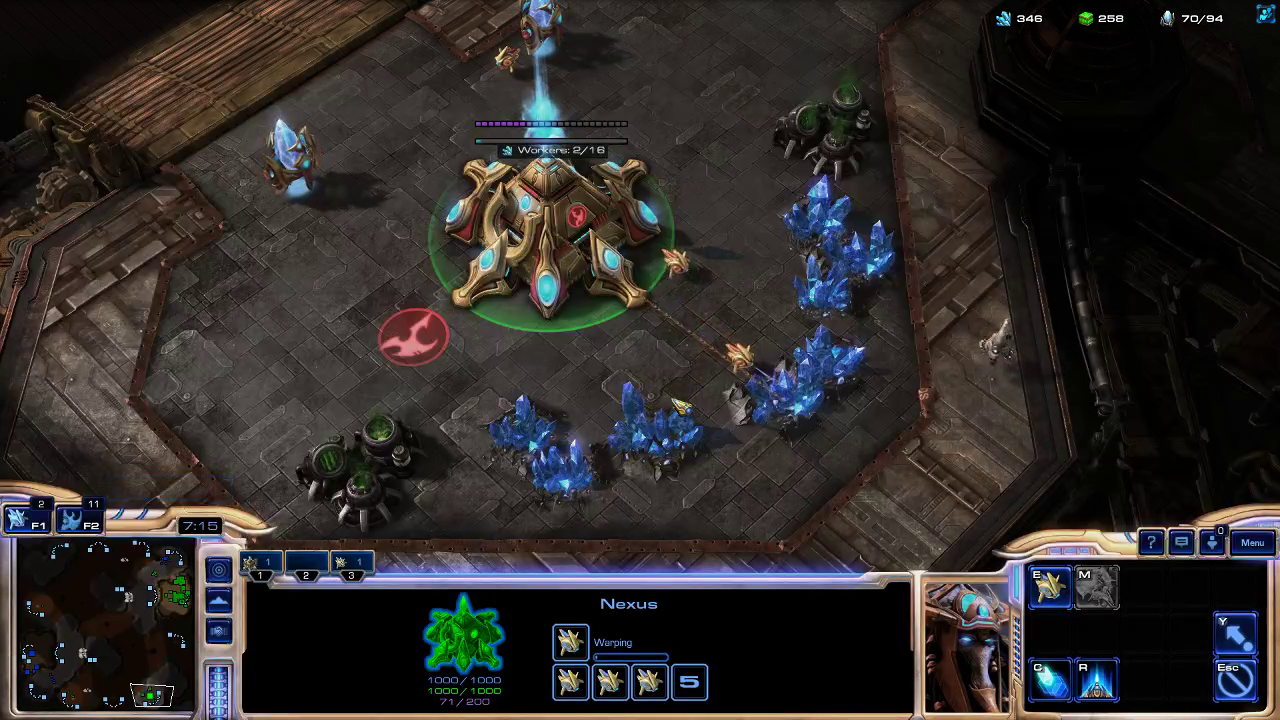 346 258 70/94
Workers: 2/16
2 11
F1 F2 7:15
? 0 Menu
1 1
1 2 3
Nexus
E M
Warping
Y
5
C R Esc
1000/1000
1000/1000
71/200